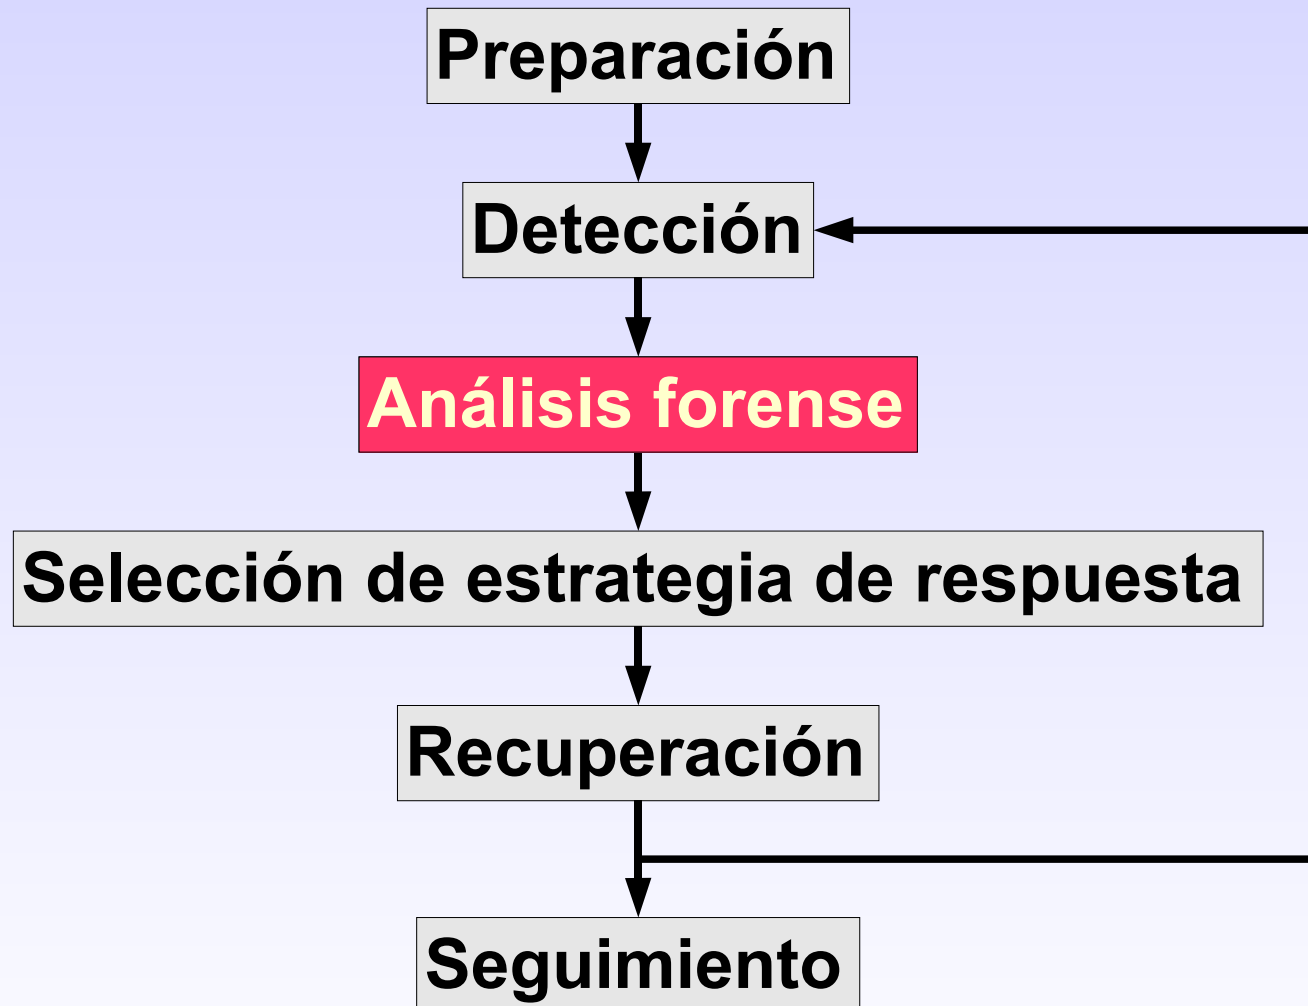 Preparación
Detección
Análisis forense
Selección de estrategia de respuesta
Recuperación
Seguimiento